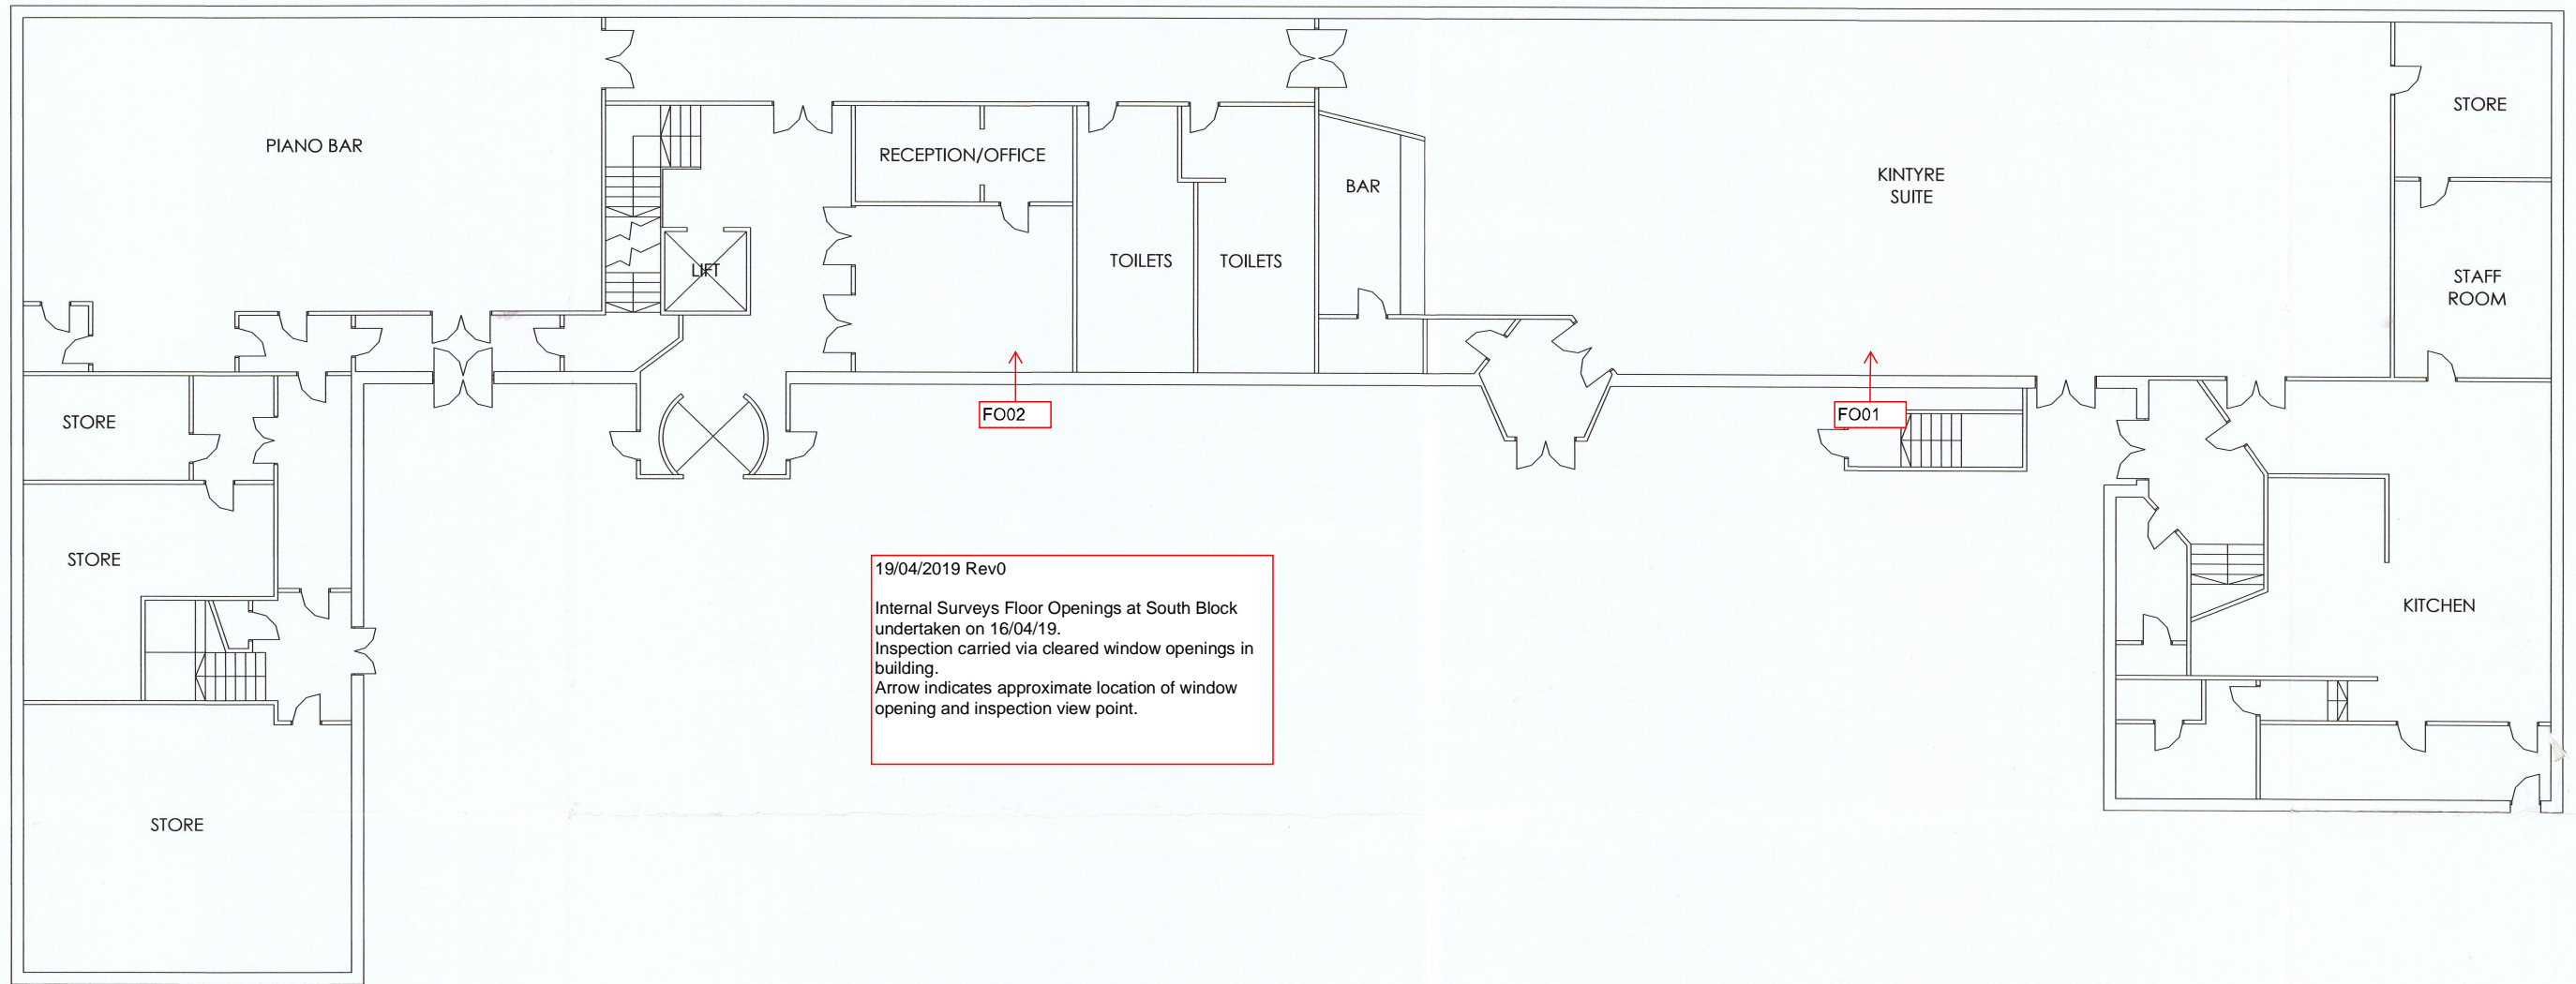 STORE
PIANO BAR
RECEPTION/OFFICE
KINTYRE
SUITE
BAR
TOILETS
TOILETS
LIFT
STAFF
ROOM
FO02
FO01
STORE
STORE
KITCHEN
19/04/2019 Rev0
Internal Surveys Floor Openings at South Block
undertaken on 16/04/19.
Inspection carried via cleared window openings in
building.
Arrow indicates approximate location of window
opening and inspection view point.
STORE